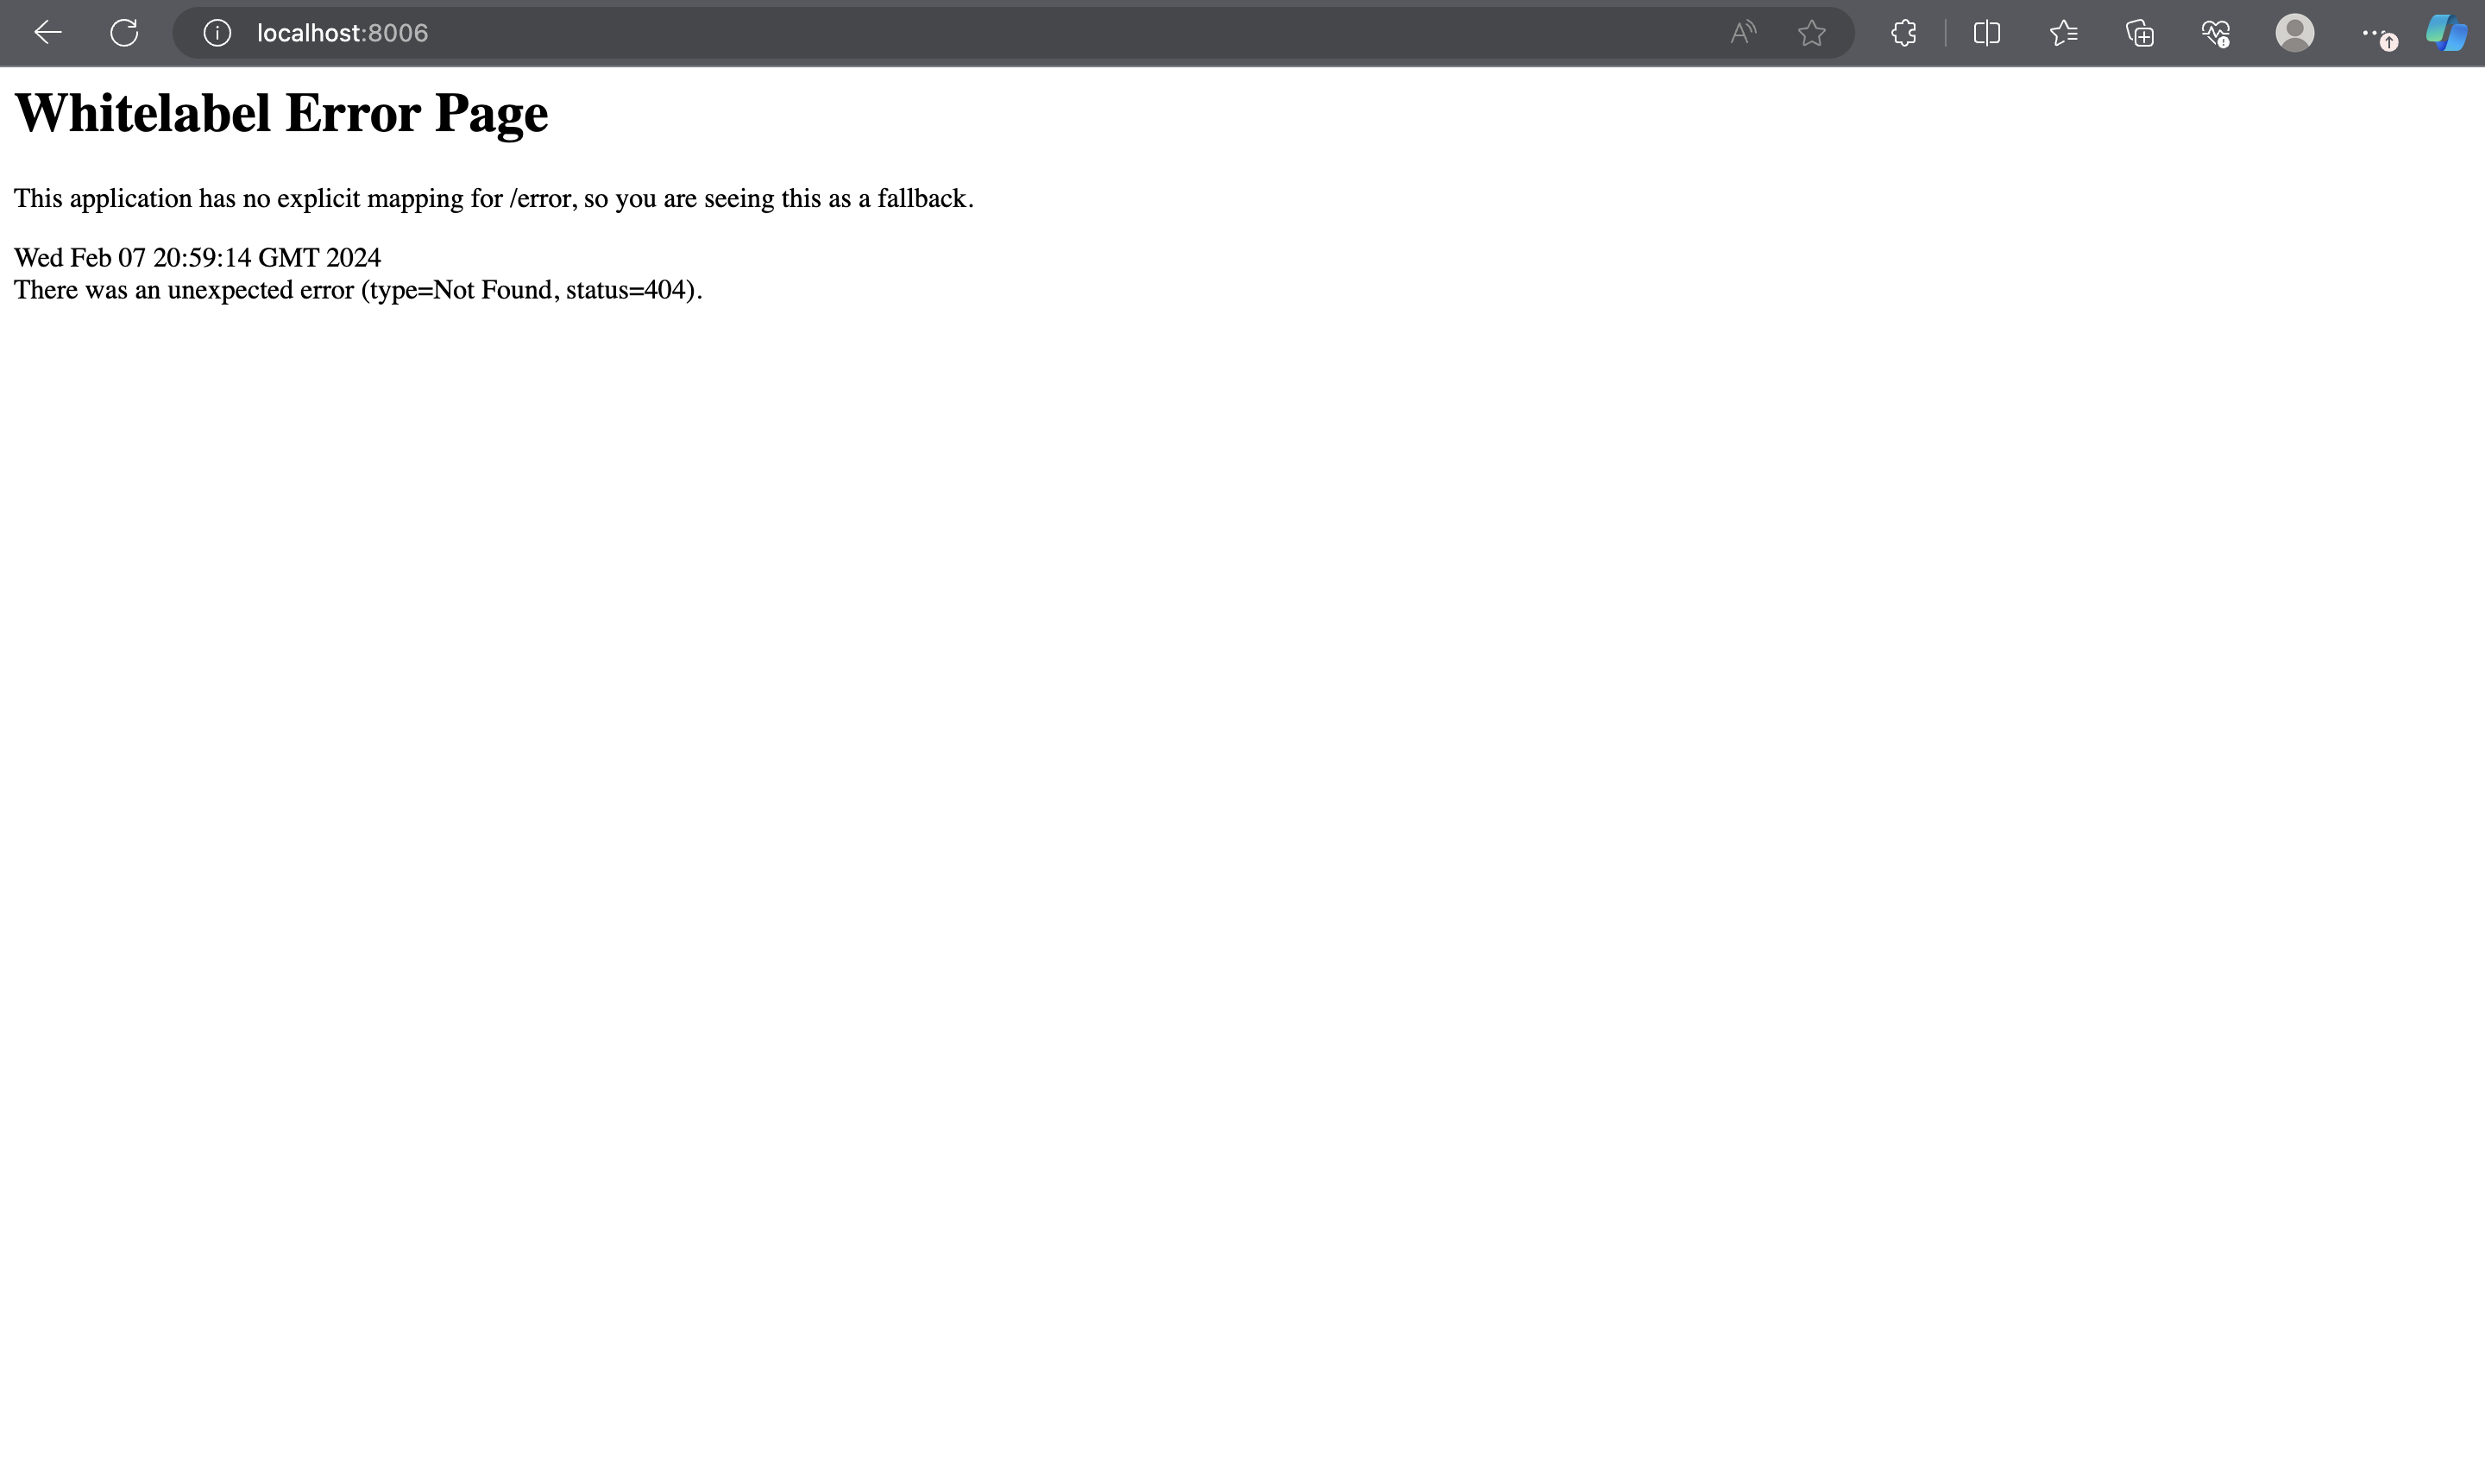 localhost:8006
Whitelabel Error Page
This application has no explicit mapping for /error, so you are seeing this as a fallback.
Wed Feb 07 20:59:14 GMT 2024
There was an unexpected error (type=Not Found, status=404).